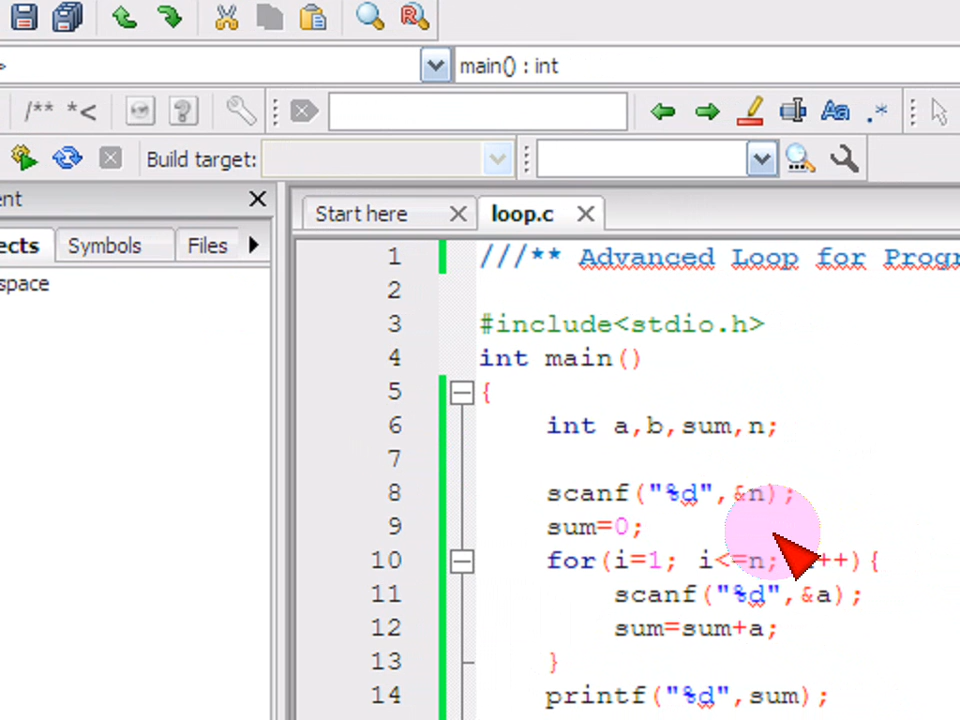 main() : int
/** *<
Build target:
ent
ects Symbols Files
space
Start here
loop.c
1 ///** Advanced Loop for Progr
2
3 #include<stdio.h>
4 int main()
5 {
6 int a,b,sum,n;
7
8 scanf("%d",&n);
9 sum=0;
10 for(i=1; i<=n; ++){
11 scanf("%d",&a);
12 sum=sum+a;
13 }
14 printf("%d",sum);